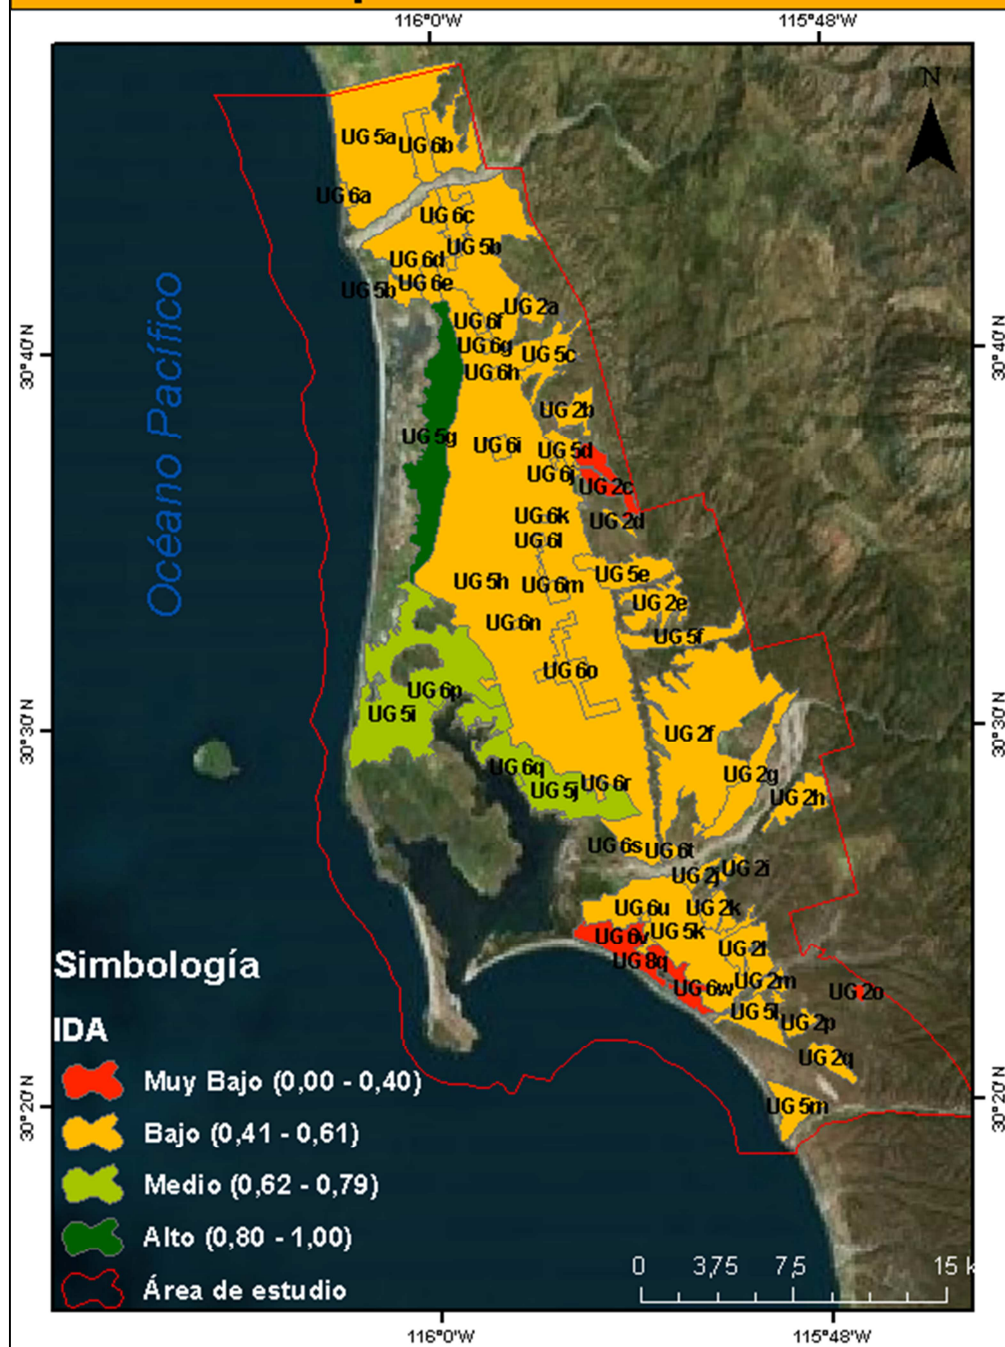 116°0'W
115°48'W
N
UG 5a
UG 6b
UG 6a
UG 6c
UG 5b
UG 6d
UG 6e
UG 5b
UG 2a
UG 6f
UG 6g
UG 5c
UG 6h
UG 2b
UG 5g
UG 6i
UG 5d
UG 6j
UG 2c
UG 6k
UG 2d
UG 6l
UG 5e
UG 5h
UG 6m
UG 2e
UG 6n
UG 5f
UG 6o
UG 6p
UG 5i
UG 2f
UG 6q
UG 2g
UG 5j
UG 6r
UG 2h
UG 6s
UG 6t
UG 2i
UG 2j
UG 6u
UG 2k
UG 6v
UG 5k
UG 2l
UG 8q
UG 2m
UG 6w
UG 2o
UG 5l
UG 2p
UG 2q
UG 5m
Océano Pacífico
30°40'N
30°40'N
30°30'N
30°30'N
30°20'N
30°20'N
Simbología
IDA
Muy Bajo (0,00 - 0,40)
Bajo (0,41 - 0,61)
Medio (0,62 - 0,79)
Alto (0,80 - 1,00)
Área de estudio
0 3,75 7,5 15 k
116°0'W
115°48'W